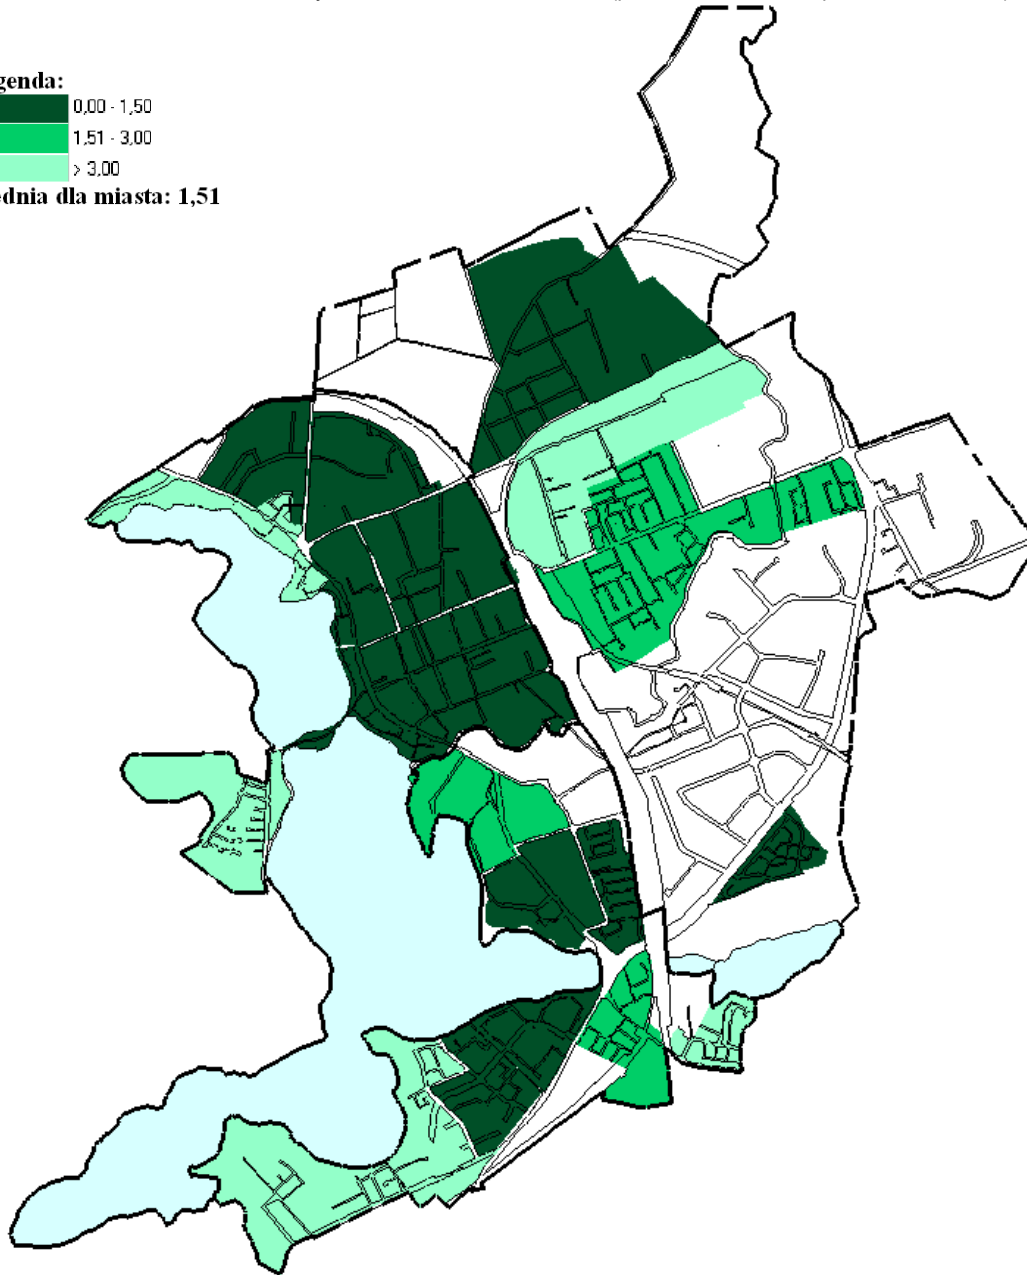 genda:
0,00 - 1,50
1,51 - 3,00
> 3,00
ednia dla miasta: 1,51